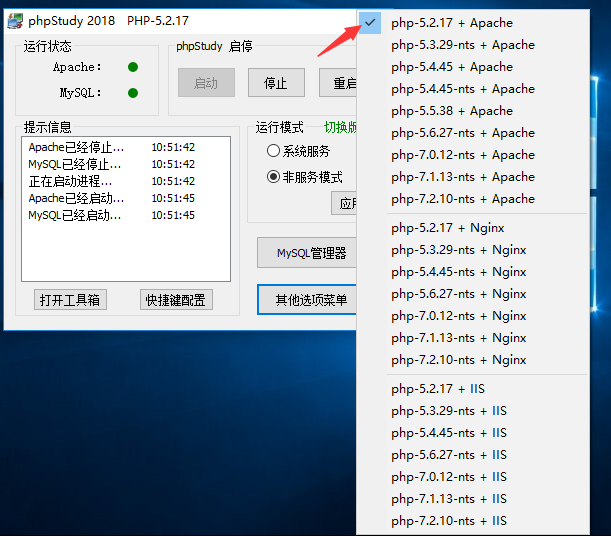 phpStudy 2018 PHP-5.2.17
运行状态
Apache:
MySQL:
phpStudy 启停
启动
停止
重启
提示信息
Apache已经停止... 10:51:42
MySQL已经停止... 10:51:42
正在启动进程... 10:51:42
Apache已经启动... 10:51:45
MySQL已经启动... 10:51:45
打开工具箱
快捷键配置
运行模式 切换版
系统服务
非服务模式
应用
MySQL管理器
其他选项菜单
php-5.2.17 + Apache
php-5.3.29-nts + Apache
php-5.4.45 + Apache
php-5.4.45-nts + Apache
php-5.5.38 + Apache
php-5.6.27-nts + Apache
php-7.0.12-nts + Apache
php-7.1.13-nts + Apache
php-7.2.10-nts + Apache
php-5.2.17 + Nginx
php-5.3.29-nts + Nginx
php-5.4.45-nts + Nginx
php-5.6.27-nts + Nginx
php-7.0.12-nts + Nginx
php-7.1.13-nts + Nginx
php-7.2.10-nts + Nginx
php-5.2.17 + IIS
php-5.3.29-nts + IIS
php-5.4.45-nts + IIS
php-5.6.27-nts + IIS
php-7.0.12-nts + IIS
php-7.1.13-nts + IIS
php-7.2.10-nts + IIS